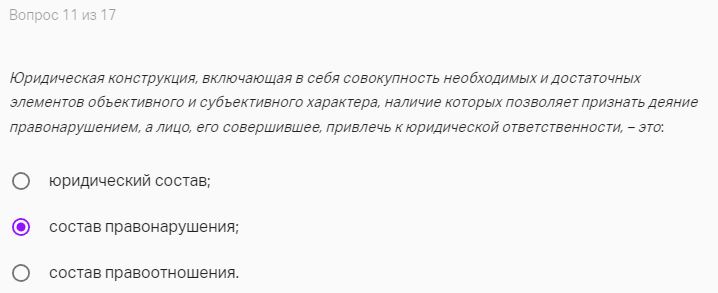 Вопрос 11 из 17
Юридическая конструкция, включающая в себя совокупность необходимых и достаточных
элементов объективного и субъективного характера, наличие которых позволяет признать деяние
правонарушением, а лицо, его совершившее, привлечь к юридической ответственности, – это:
юридический состав;
состав правонарушения;
состав правоотношения.